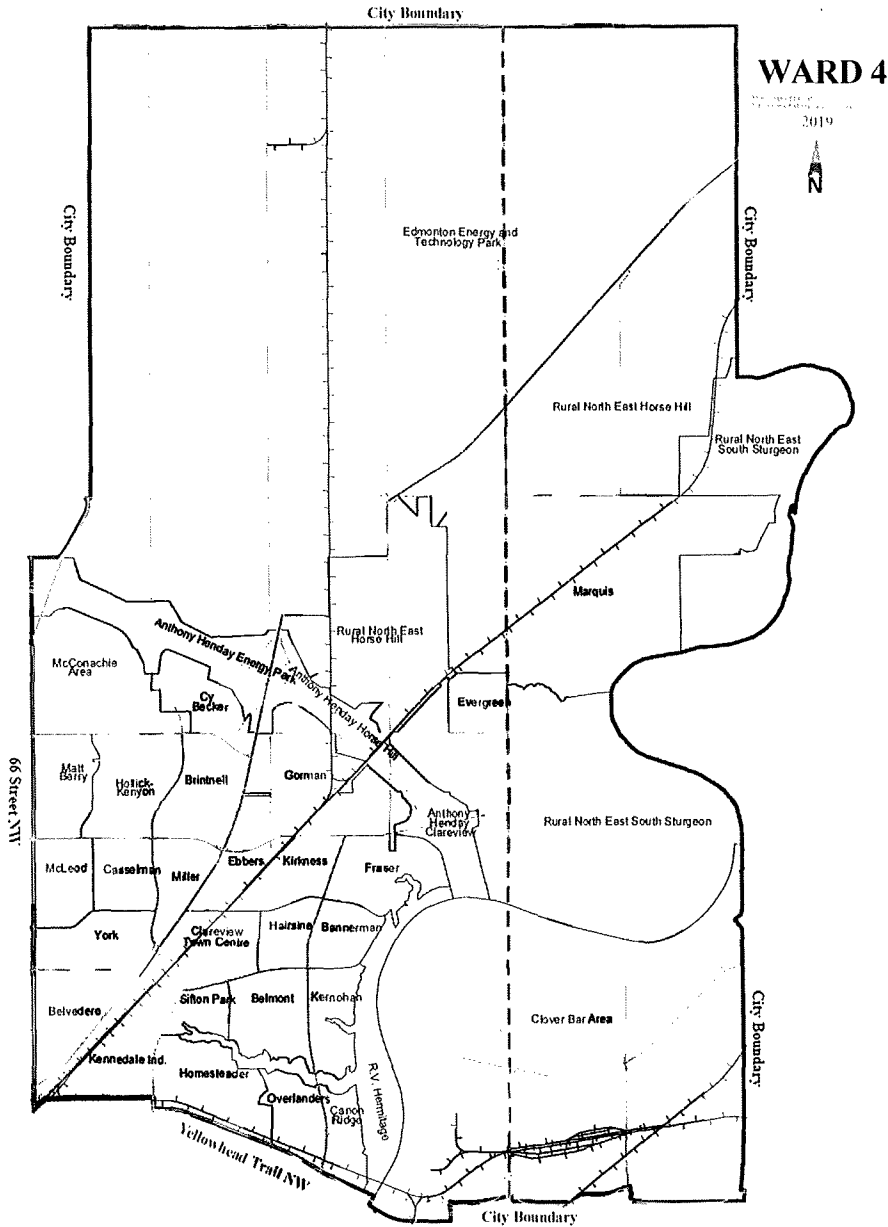 City Boundary
WARD 4
2019
N
City Boundary
City Boundary
Edmonton Energy and
Technology Park
Rural North East Horse Hill
Rural North East
South Sturgeon
Marquis
Anthony Henday Energy Park
Rural North East
Horse Hill
McConachie
Area
Anthony Henday Horse Hill
Cy
Becker
Evergreen
66 Street NW
Matt
Barry
Hollick-
Kenyon
Brintnell
Gorman
Anthony
Henday
Clareview
Rural North East South Sturgeon
McLeod
Casselman
Miller
Ebbers
Kirkness
Fraser
York
Clareview
Town Centre
Hairsine
Bannerman
Belvedere
Sifton Park
Belmont
Kernohan
Clover Bar Area
City Boundary
Kennedale Ind.
Homesteader
Overlanders
Canon
Ridge
R.V. Hermitage
Yellowhead Trail NW
City Boundary